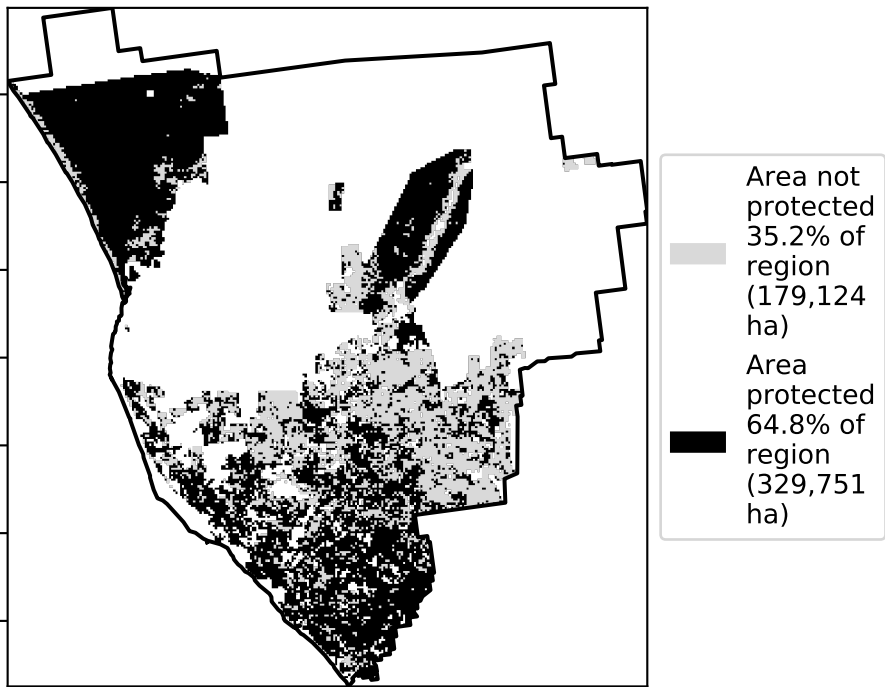 Area not
protected
35.2% of
region
(179,124
ha)
Area
protected
64.8% of
region
(329,751
ha)